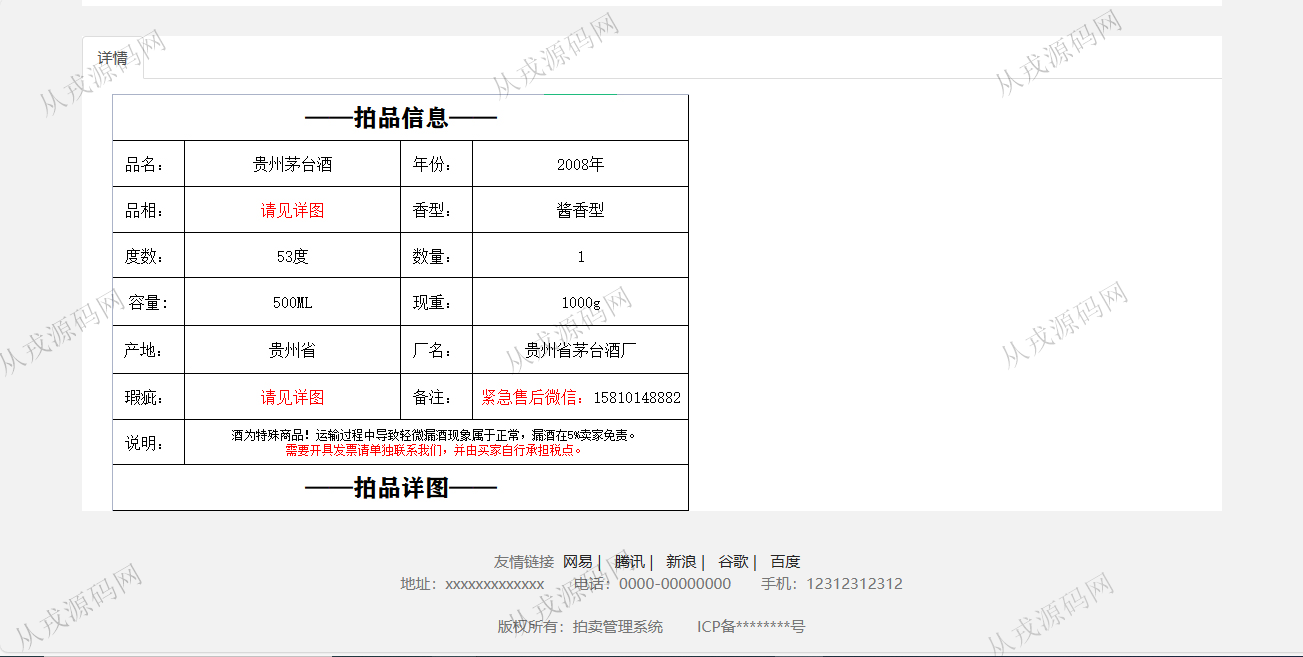 详情
——拍品信息——
品名： 贵州茅台酒 年份： 2008年
品相： 请见详图 香型： 酱香型
度数： 53度 数量： 1
容量： 500ML 现重： 1000g
产地： 贵州省 厂名： 贵州省茅台酒厂
瑕疵： 请见详图 备注： 紧急售后微信：15810148882
说明： 酒为特殊商品！运输过程中导致轻微漏酒现象属于正常，漏酒在5%卖家免责。
需要开具发票请单独联系我们，并由买家自行承担税点。
——拍品详图——
友情链接 网易 | 腾讯 | 新浪 | 谷歌 | 百度
地址：xxxxxxxxxxxxx 电话：0000-00000000 手机：12312312312
版权所有：拍卖管理系统 ICP备********号
从戎源码网
从戎源码网
从戎源码网
从戎源码网
从戎源码网
从戎源码网
从戎源码网
从戎源码网
从戎源码网